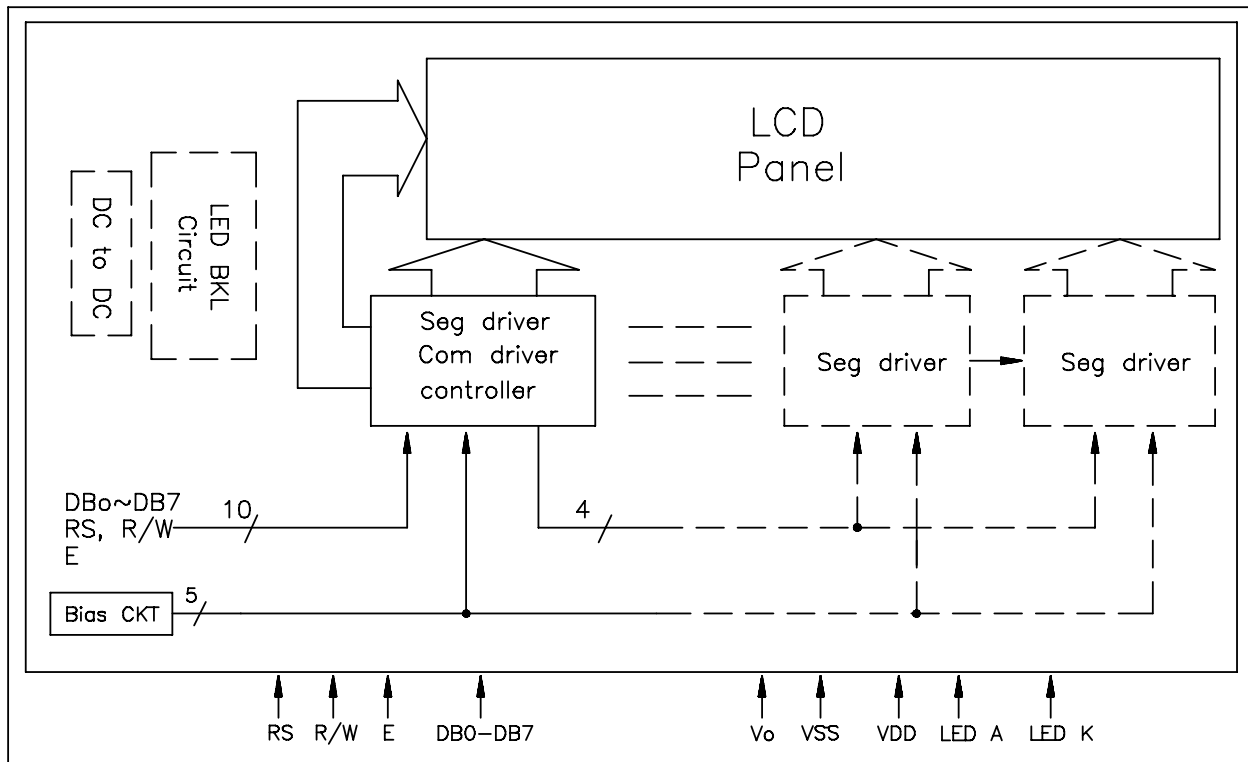 LCD
Panel
DC to DC
LED BKL
Circuit
Seg driver
Com driver
controller
Seg driver
Seg driver
DBo~DB7
RS, R/W
E
10
4
Bias CKT
5
RS R/W E DB0-DB7 Vo VSS VDD LED A LED K